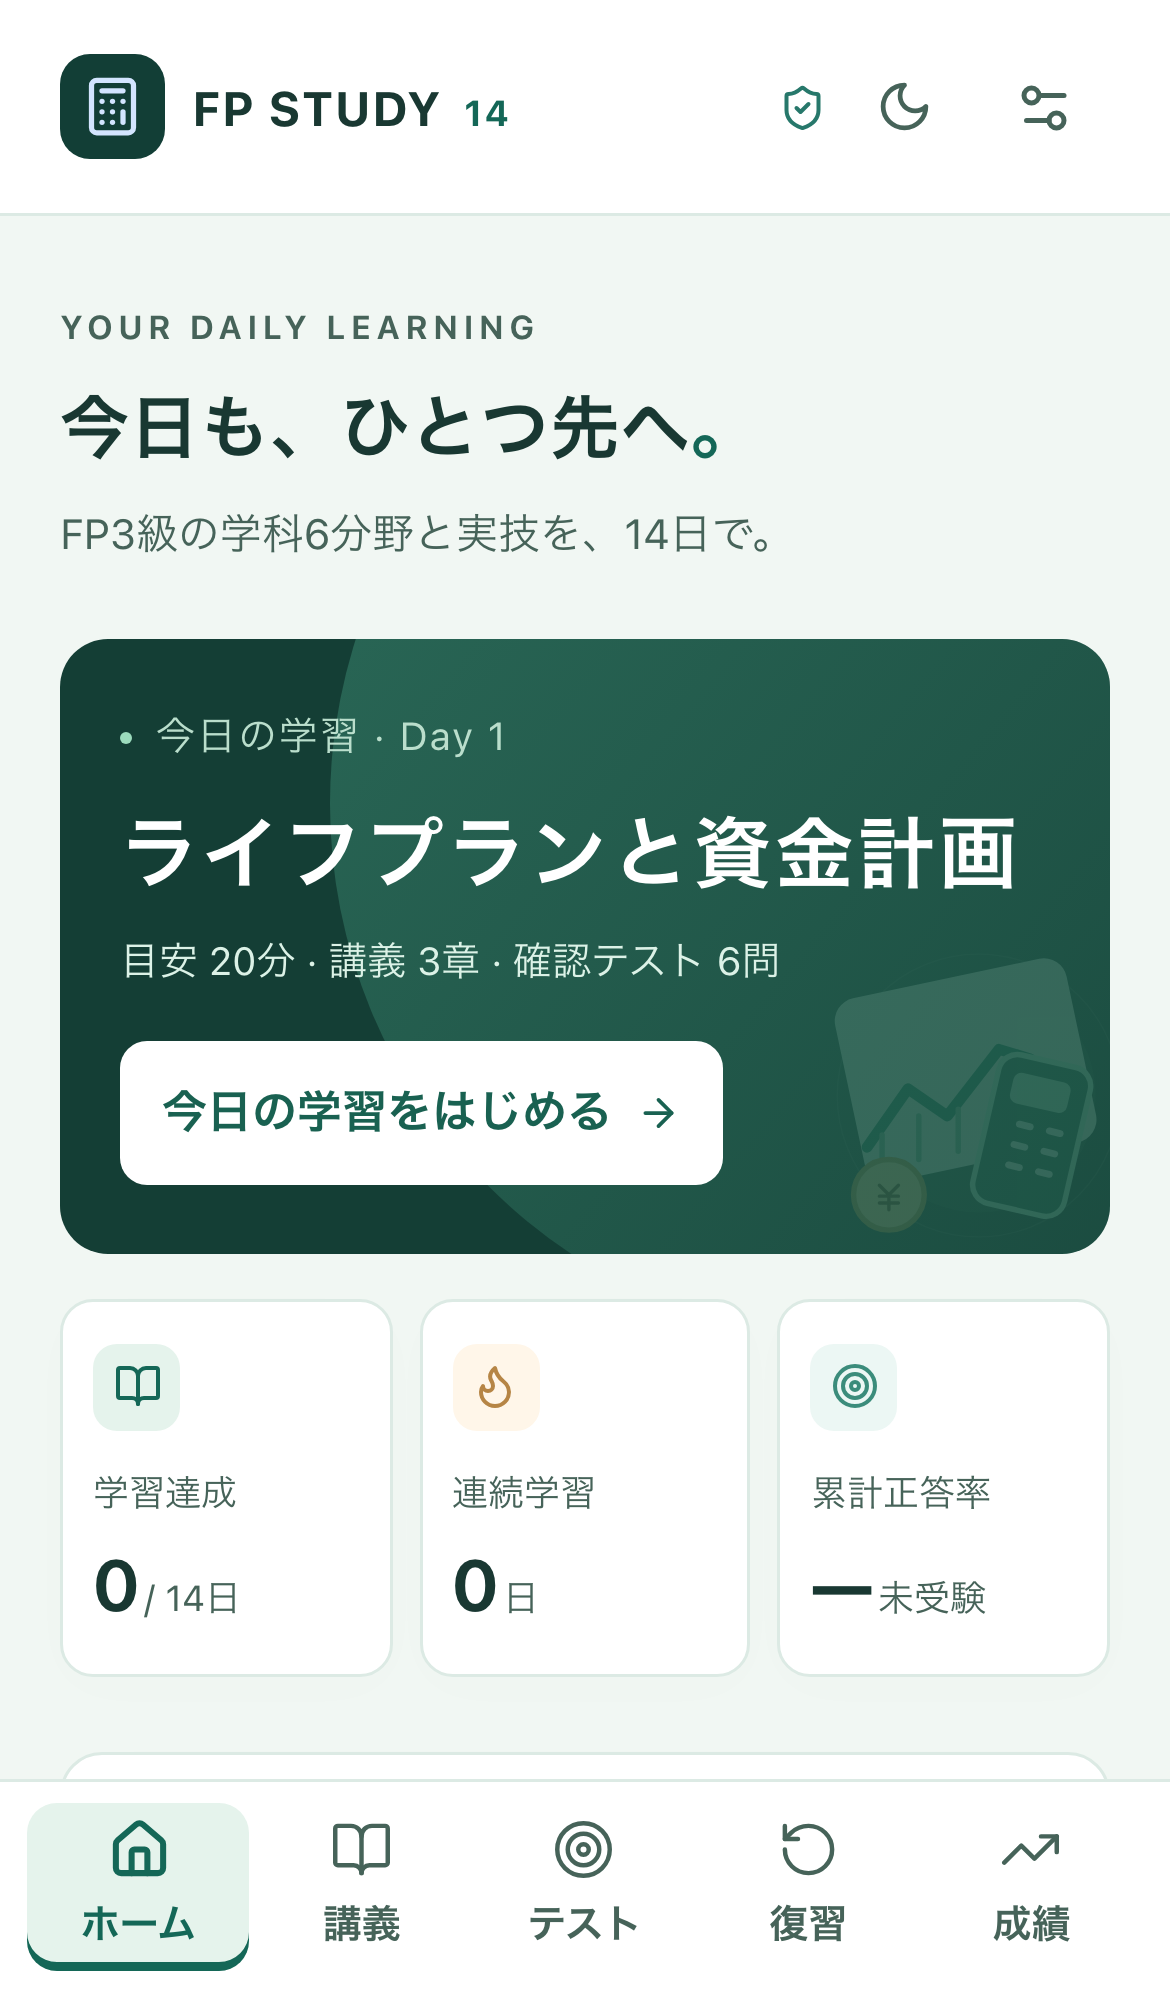 FP STUDY 14
YOUR DAILY LEARNING
今日も、ひとつ先へ。
FP3級の学科6分野と実技を、14日で。
今日の学習 · Day 1
ライフプランと資金計画
目安 20分 · 講義 3章 · 確認テスト 6問
今日の学習をはじめる →
¥
学習達成
0 / 14日
連続学習
0 日
累計正答率
— 未受験
ホーム
講義
テスト
復習
成績